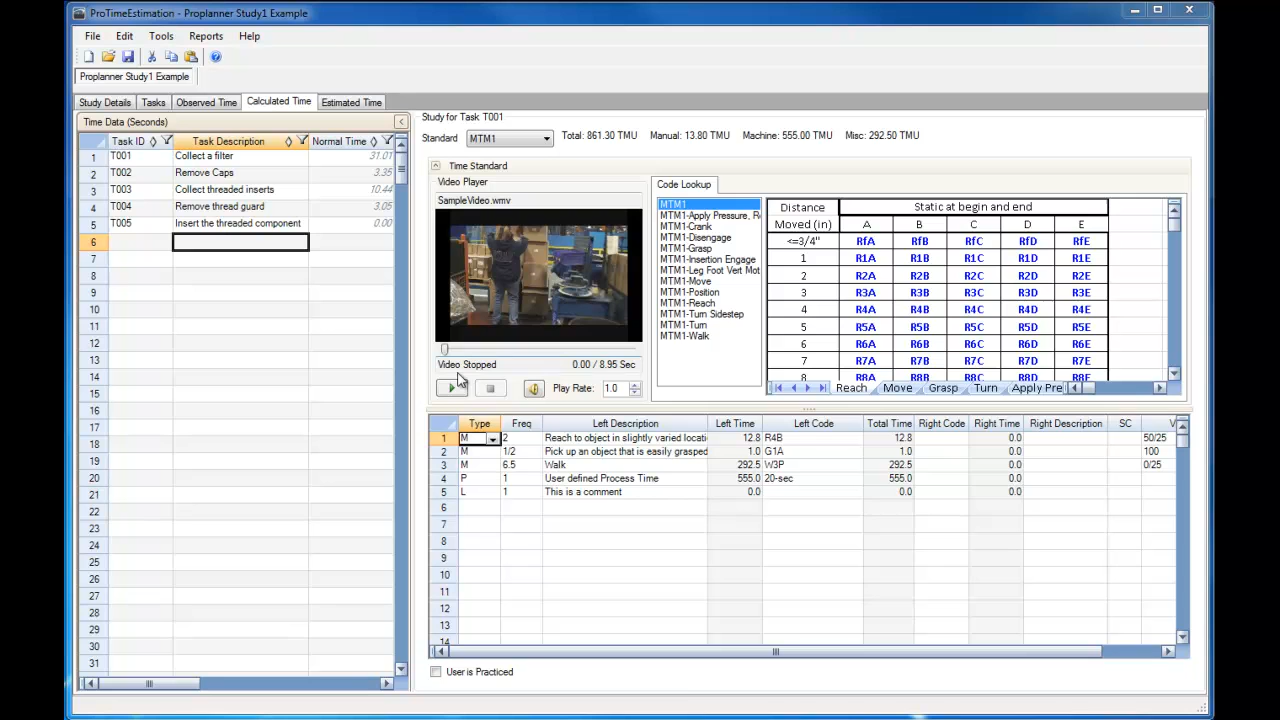 ProTimeEstimation - Proplanner Study1 Example
File Edit Tools Reports Help
Proplanner Study1 Example
Study Details Tasks Observed Time Calculated Time Estimated Time
Time Data (Seconds)
Task ID Task Description Normal Time
1 T001 Collect a filter 31.01
2 T002 Remove Caps 3.35
3 T003 Collect threaded inserts 10.44
4 T004 Remove thread guard 3.05
5 T005 Insert the threaded component 0.00
6
7
8
9
10
11
12
13
14
15
16
17
18
19
20
21
22
23
24
25
26
27
28
29
30
31
Study for Task T001
Standard MTM1 Total: 861.30 TMU Manual: 13.80 TMU Machine: 555.00 TMU Misc: 292.50 TMU
Time Standard
Video Player
SampleVideo.wmv
Video Stopped 0.00 / 8.95 Sec
Play Rate: 1.0
Code Lookup
MTM1
MTM1-Apply Pressure, R
MTM1-Crank
MTM1-Disengage
MTM1-Grasp
MTM1-Insertion Engage
MTM1-Leg Foot Vert Mot
MTM1-Move
MTM1-Position
MTM1-Reach
MTM1-Turn Sidestep
MTM1-Turn
MTM1-Walk
Distance Static at begin and end
Moved (in) A B C D E
<=3/4" RfA RfB RfC RfD RfE
1 R1A R1B R1C R1D R1E
2 R2A R2B R2C R2D R2E
3 R3A R3B R3C R3D R3E
4 R4A R4B R4C R4D R4E
5 R5A R5B R5C R5D R5E
6 R6A R6B R6C R6D R6E
7 R7A R7B R7C R7D R7E
8 R8A R8B R8C R8D R8E
Reach Move Grasp Turn Apply Pre
Type Freq Left Description Left Time Left Code Total Time Right Code Right Time Right Description SC V
1 M 2 Reach to object in slightly varied locati 12.8 R4B 12.8 0.0 50/25
2 M 1/2 Pick up an object that is easily grasped 1.0 G1A 1.0 0.0 100
3 M 6.5 Walk 292.5 W3P 292.5 0.0 0/25
4 P 1 User defined Process Time 555.0 20-sec 555.0 0.0
5 L 1 This is a comment 0.0 0.0 0.0
6
7
8
9
10
11
12
13
14
User is Practiced